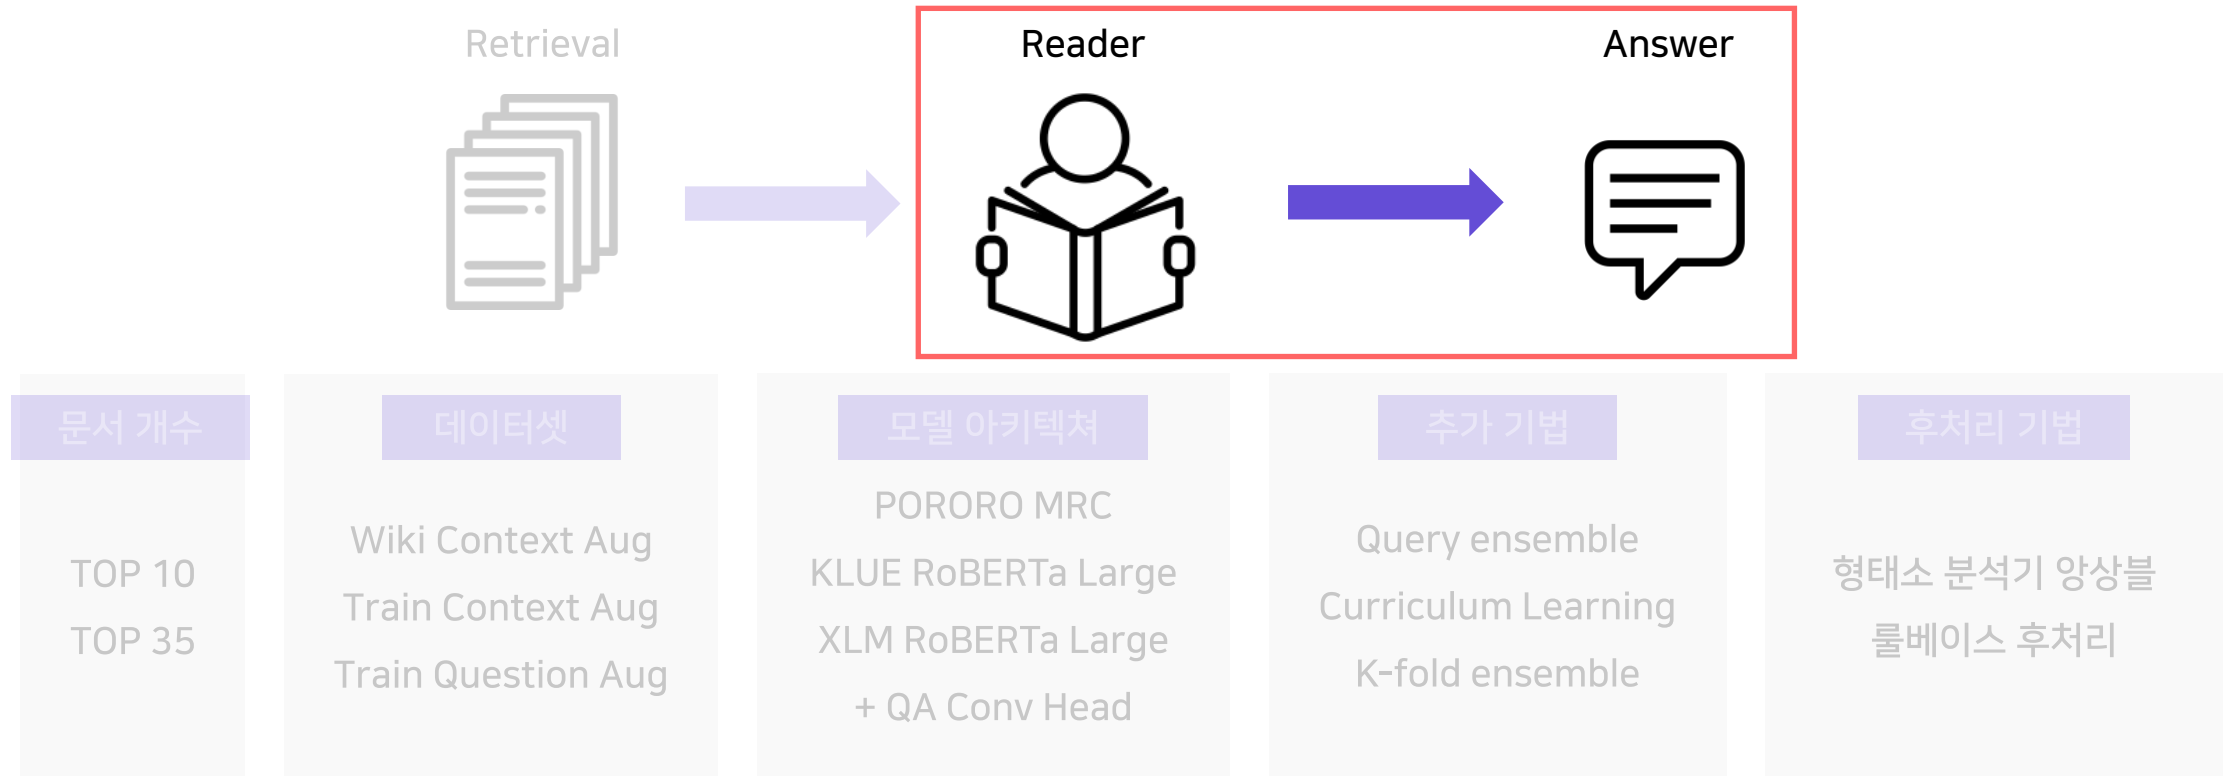 Retrieval
Reader
Answer
문서 개수
TOP 10
TOP 35
데이터셋
Wiki Context Aug
Train Context Aug
Train Question Aug
모델 아키텍쳐
PORORO MRC
KLUE RoBERTa Large
XLM RoBERTa Large
+ QA Conv Head
추가 기법
Query ensemble
Curriculum Learning
K-fold ensemble
후처리 기법
형태소 분석기 앙상블
룰베이스 후처리